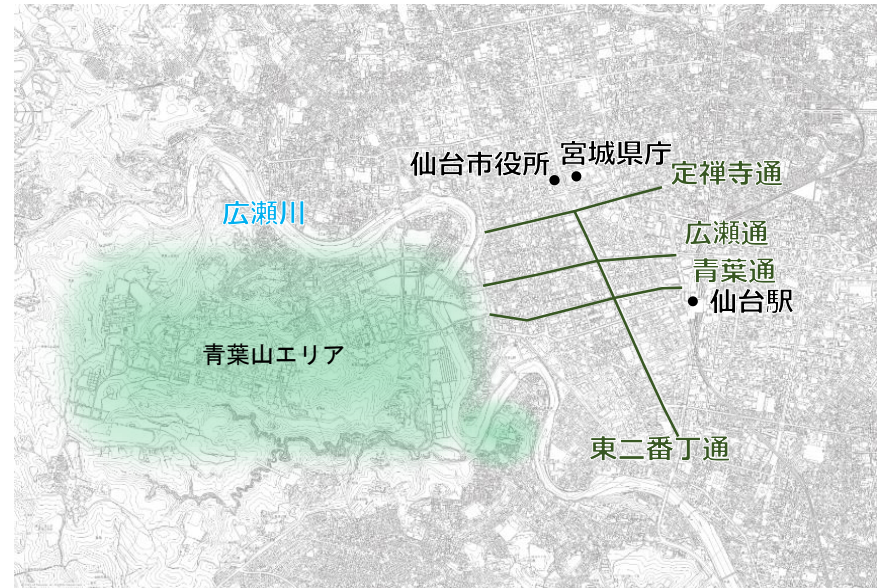 宮城県庁
仙台市役所
定禅寺通
広瀬川
広瀬通
青葉通
仙台駅
青葉山エリア
東二番丁通